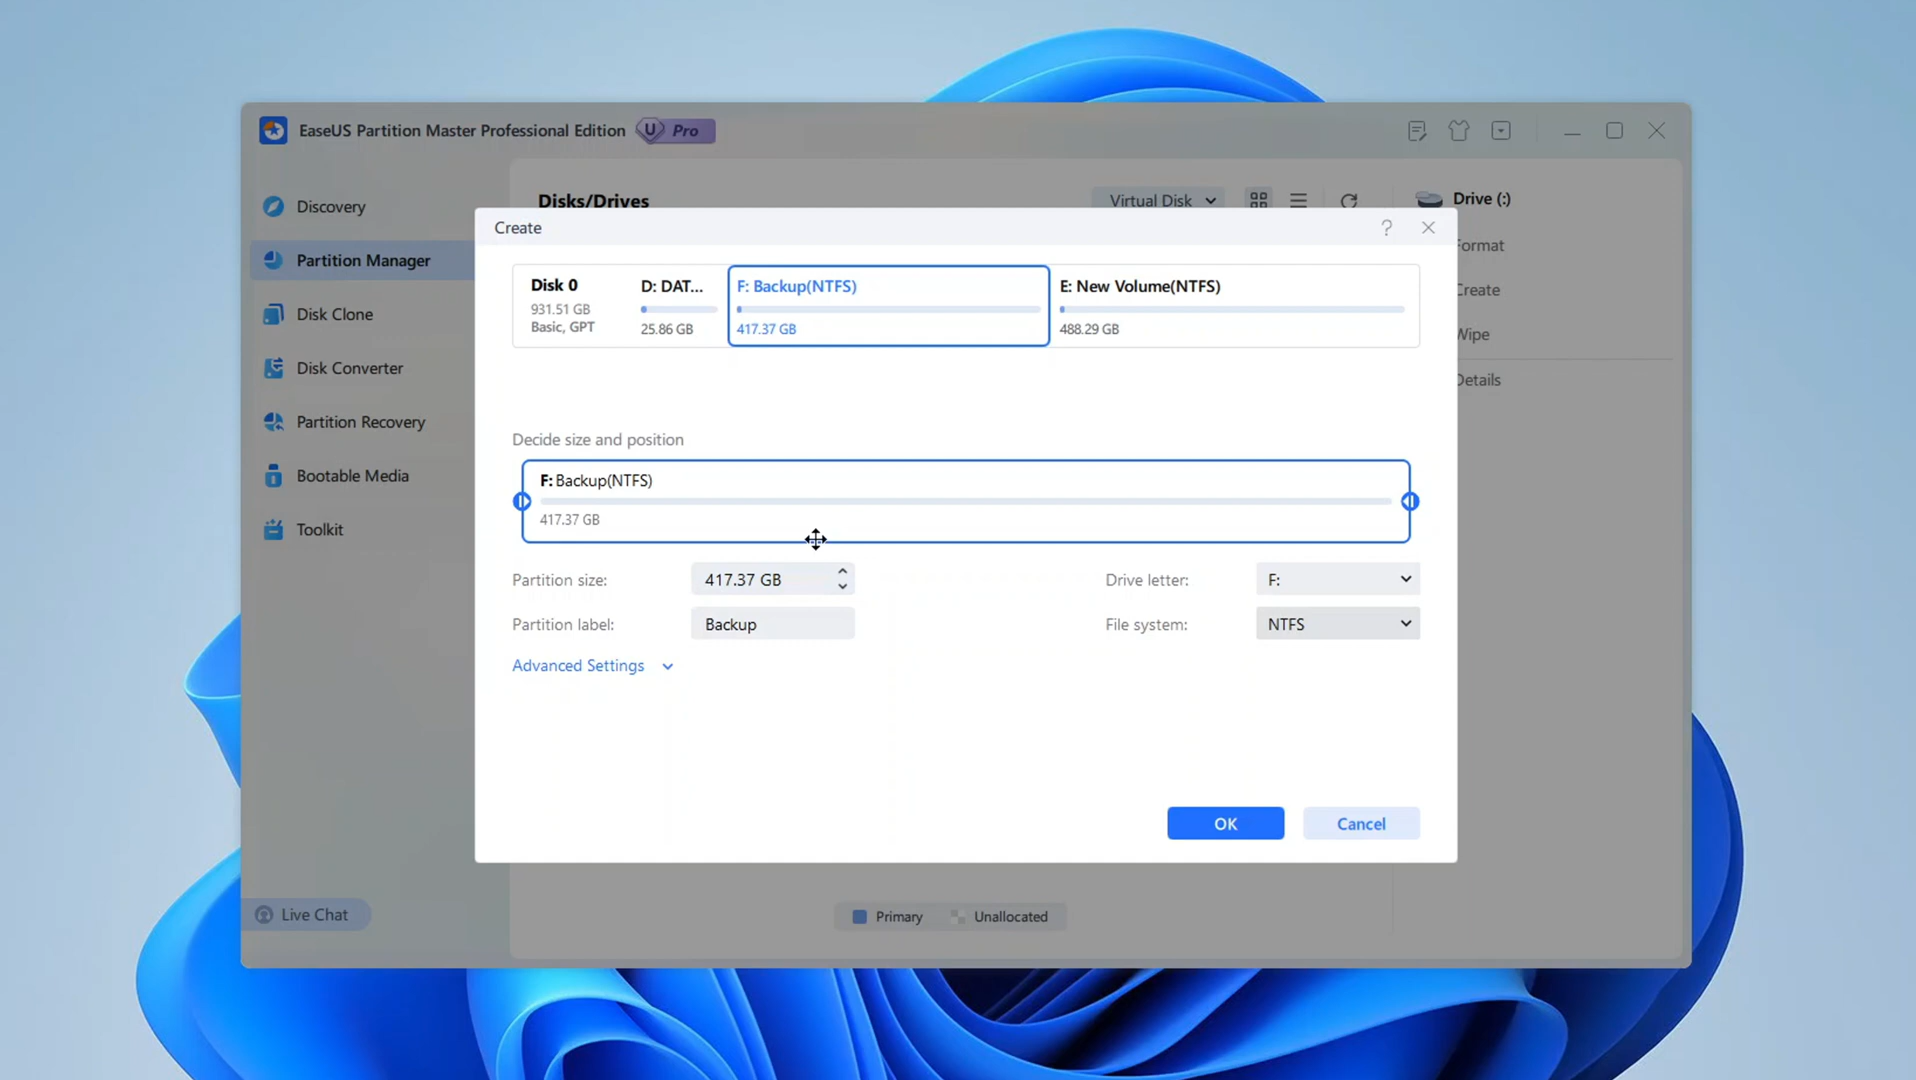 EaseUS Partition Master Professional Edition U Pro
Discovery
Partition Manager
Disk Clone
Disk Converter
Partition Recovery
Bootable Media
Toolkit
Live Chat
Disks/Drives
Virtual Disk
Drive (:)
Format
Create
Wipe
Details
Create
?
Disk 0
931.51 GB
Basic, GPT
D: DAT...
25.86 GB
F: Backup(NTFS)
417.37 GB
E: New Volume(NTFS)
488.29 GB
Decide size and position
F: Backup(NTFS)
417.37 GB
Partition size: 417.37 GB
Drive letter: F:
Partition label: Backup
File system: NTFS
Advanced Settings
OK
Cancel
Primary
Unallocated